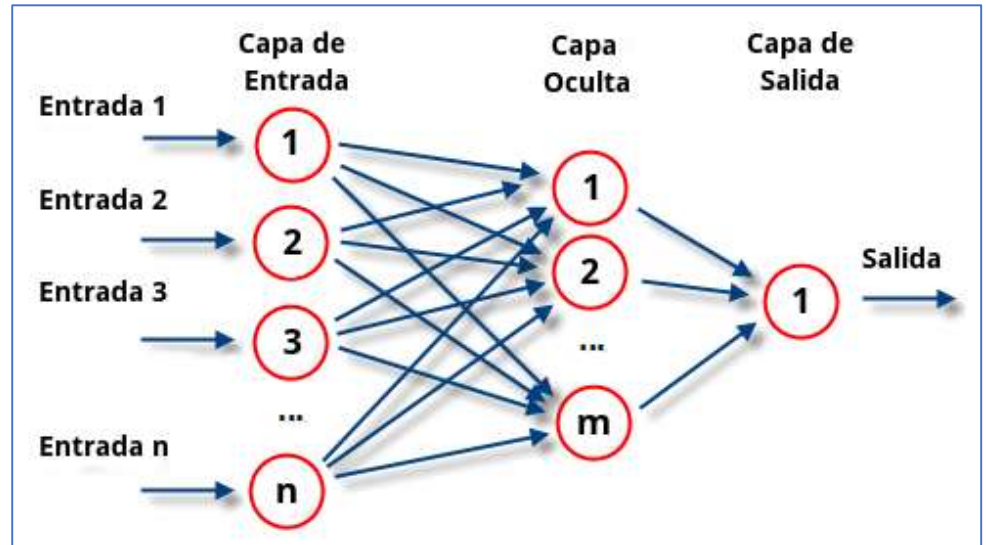 Capa de
Entrada
Capa
Oculta
Capa de
Salida
Entrada 1
1
Entrada 2
2
Entrada 3
3
...
Entrada n
n
1
2
...
m
1
Salida